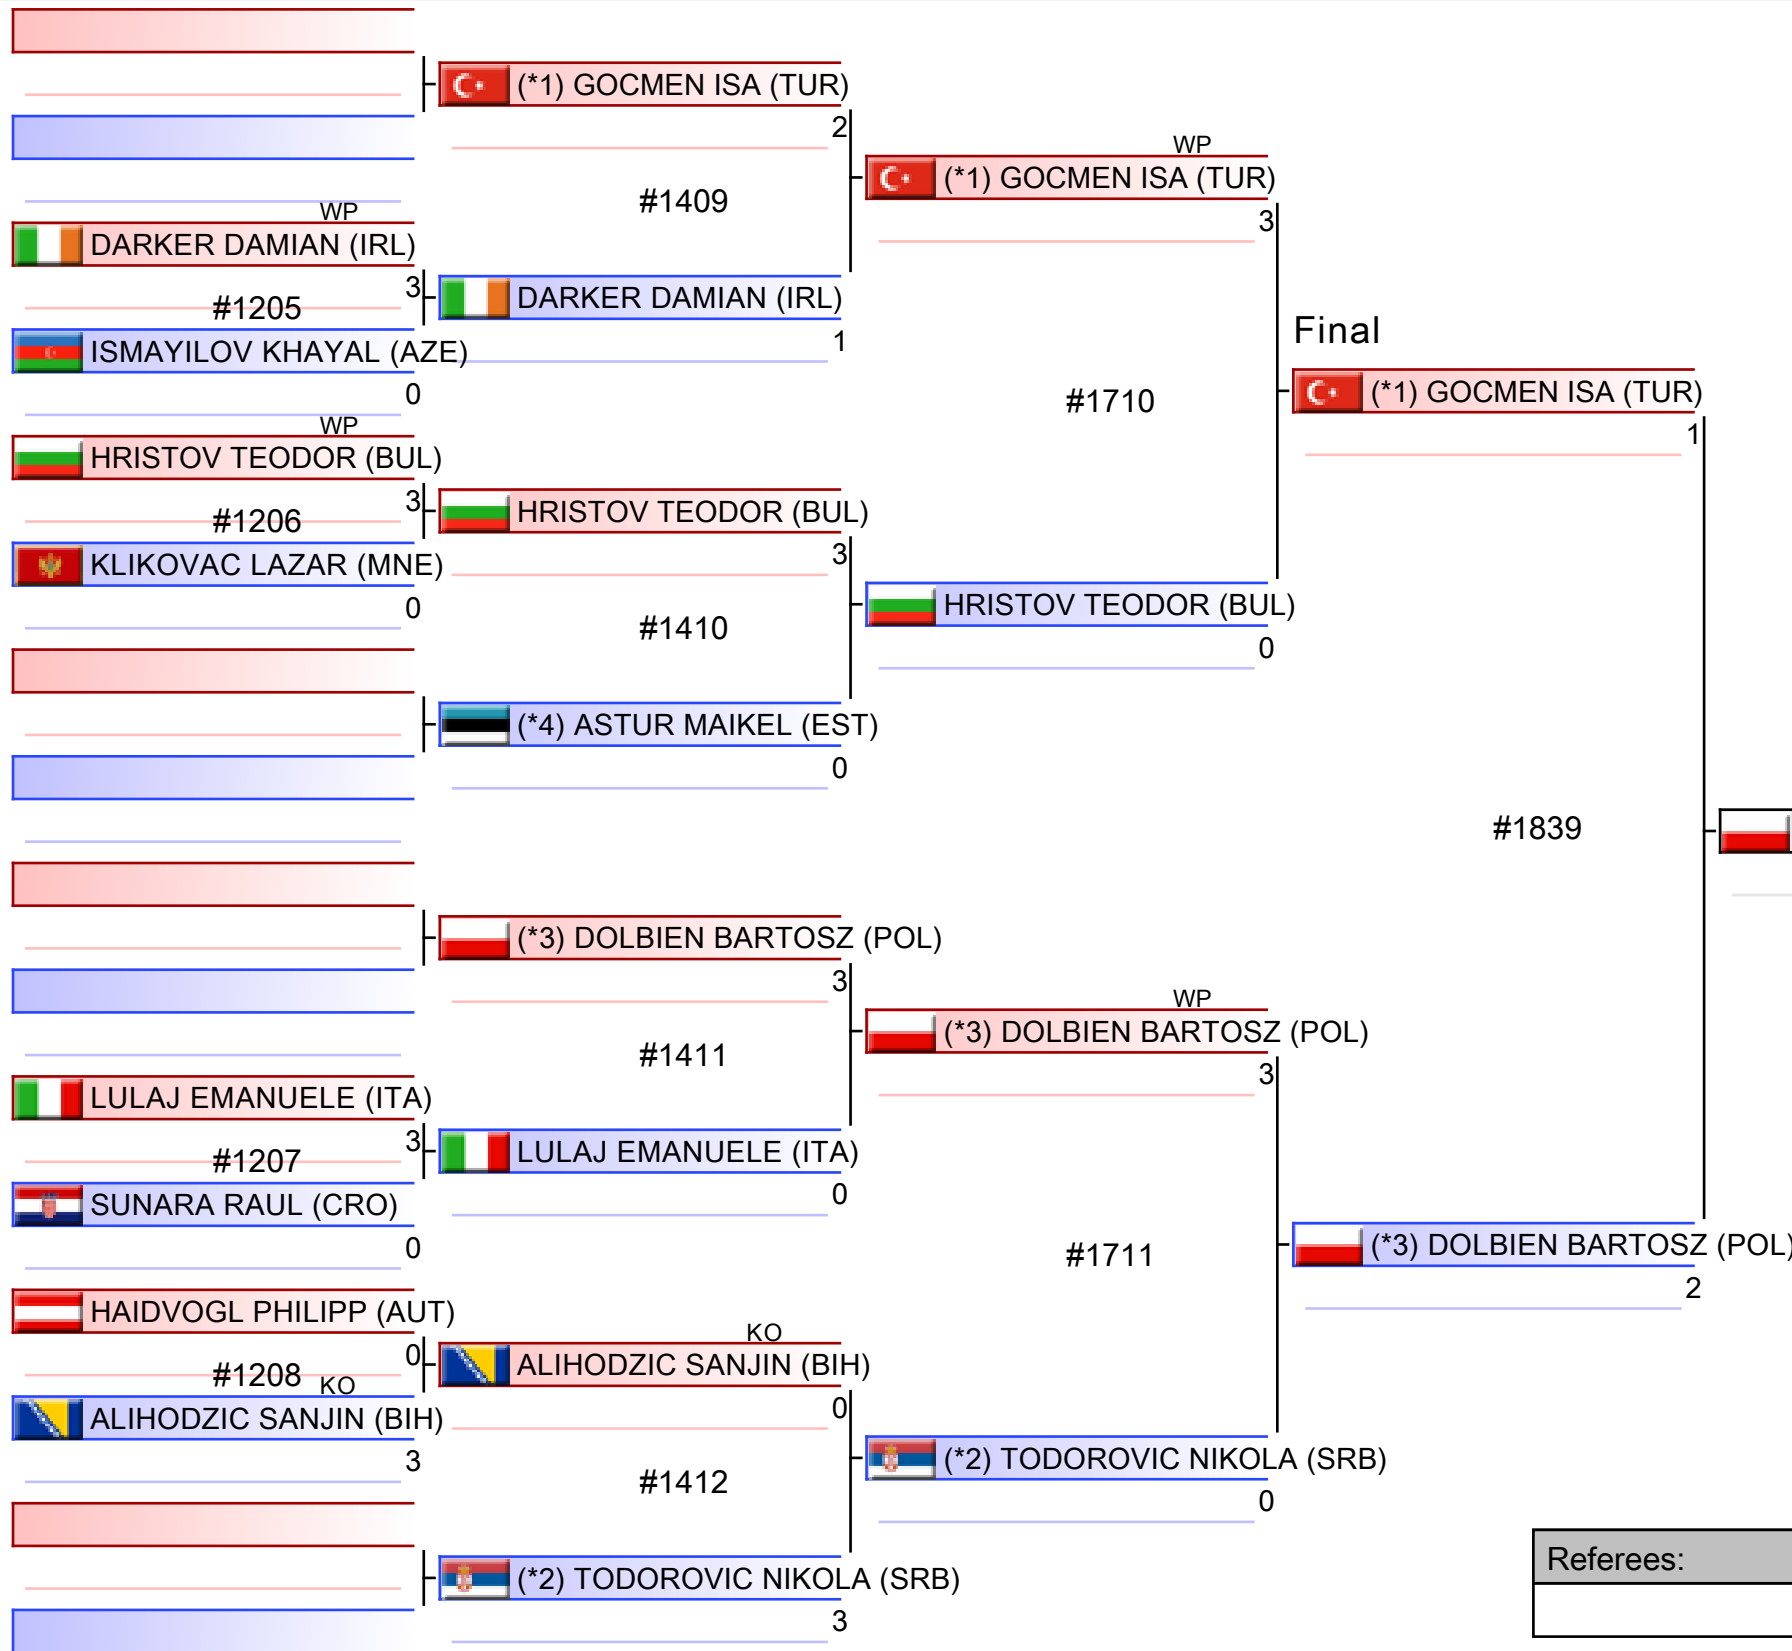 (*1) GOCMEN ISA (TUR)
2
WP
(*1) GOCMEN ISA (TUR)
3
#1409
WP
DARKER DAMIAN (IRL)
3
#1205
DARKER DAMIAN (IRL)
1
ISMAYILOV KHAYAL (AZE)
0
Final
(*1) GOCMEN ISA (TUR)
1
#1710
WP
HRISTOV TEODOR (BUL)
3
#1206
HRISTOV TEODOR (BUL)
3
KLIKOVAC LAZAR (MNE)
0
#1410
HRISTOV TEODOR (BUL)
0
(*4) ASTUR MAIKEL (EST)
0
#1839
(*3) DOLBIEN BARTOSZ (POL)
3
WP
(*3) DOLBIEN BARTOSZ (POL)
3
#1411
LULAJ EMANUELE (ITA)
3
#1207
LULAJ EMANUELE (ITA)
0
SUNARA RAUL (CRO)
0
#1711
(*3) DOLBIEN BARTOSZ (POL)
2
HAIDVOGL PHILIPP (AUT)
0
#1208
KO
KO
ALIHODZIC SANJIN (BIH)
0
ALIHODZIC SANJIN (BIH)
3
#1412
(*2) TODOROVIC NIKOLA (SRB)
0
(*2) TODOROVIC NIKOLA (SRB)
3
Referees: